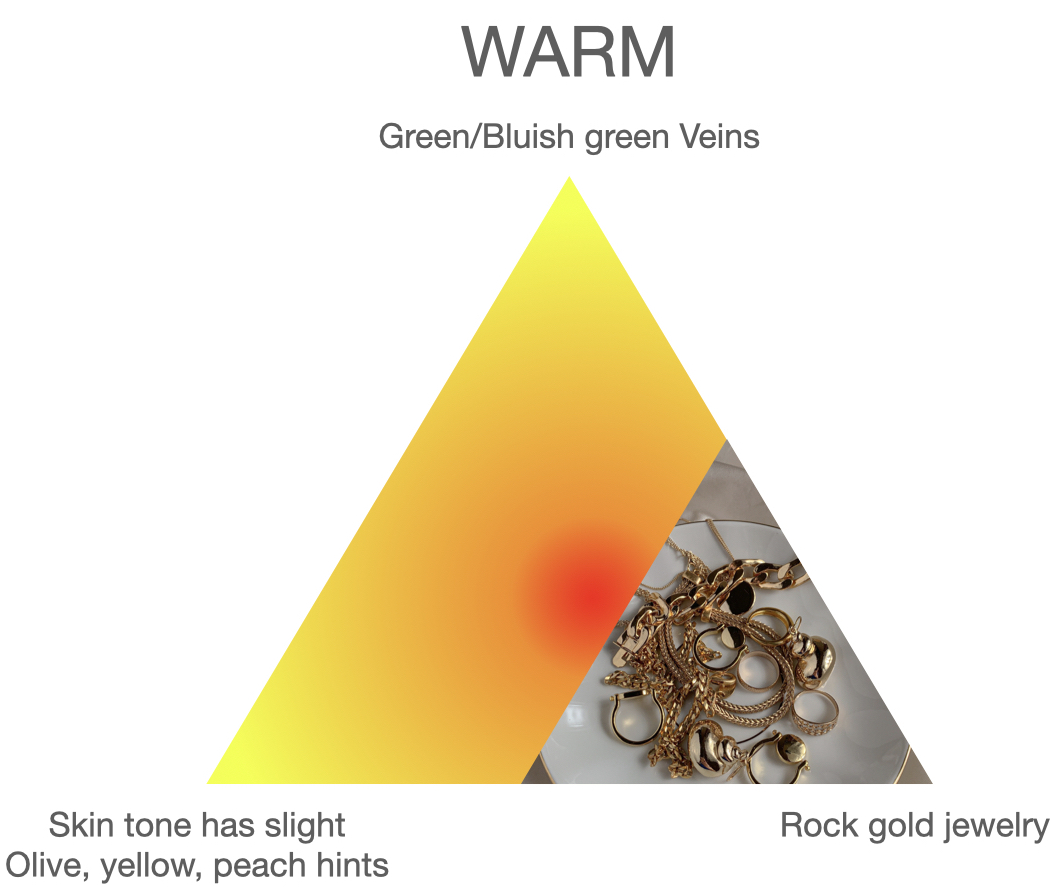 WARM
Green/Bluish green Veins
Skin tone has slight
Olive, yellow, peach hints
Rock gold jewelry